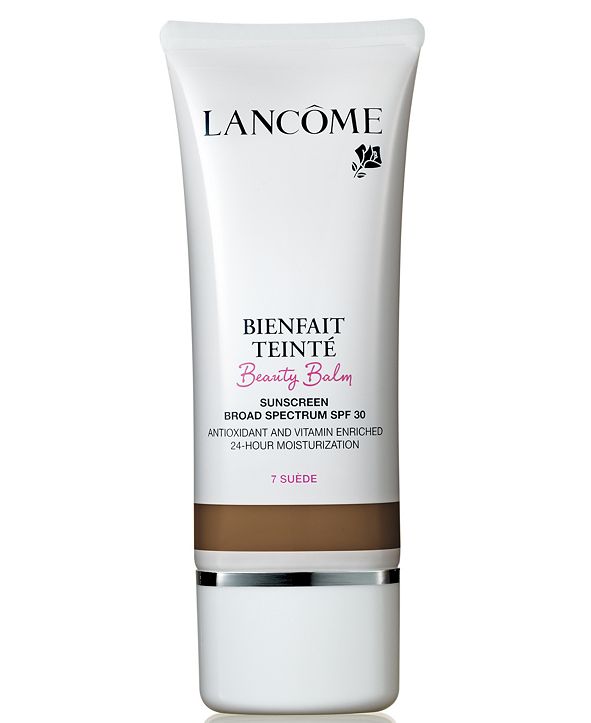 LANCÔME
BIENFAIT
TEINTÉ
Beauty Balm
SUNSCREEN
BROAD SPECTRUM SPF 30
ANTIOXIDANT AND VITAMIN ENRICHED
24-HOUR MOISTURIZATION
7 SUÈDE